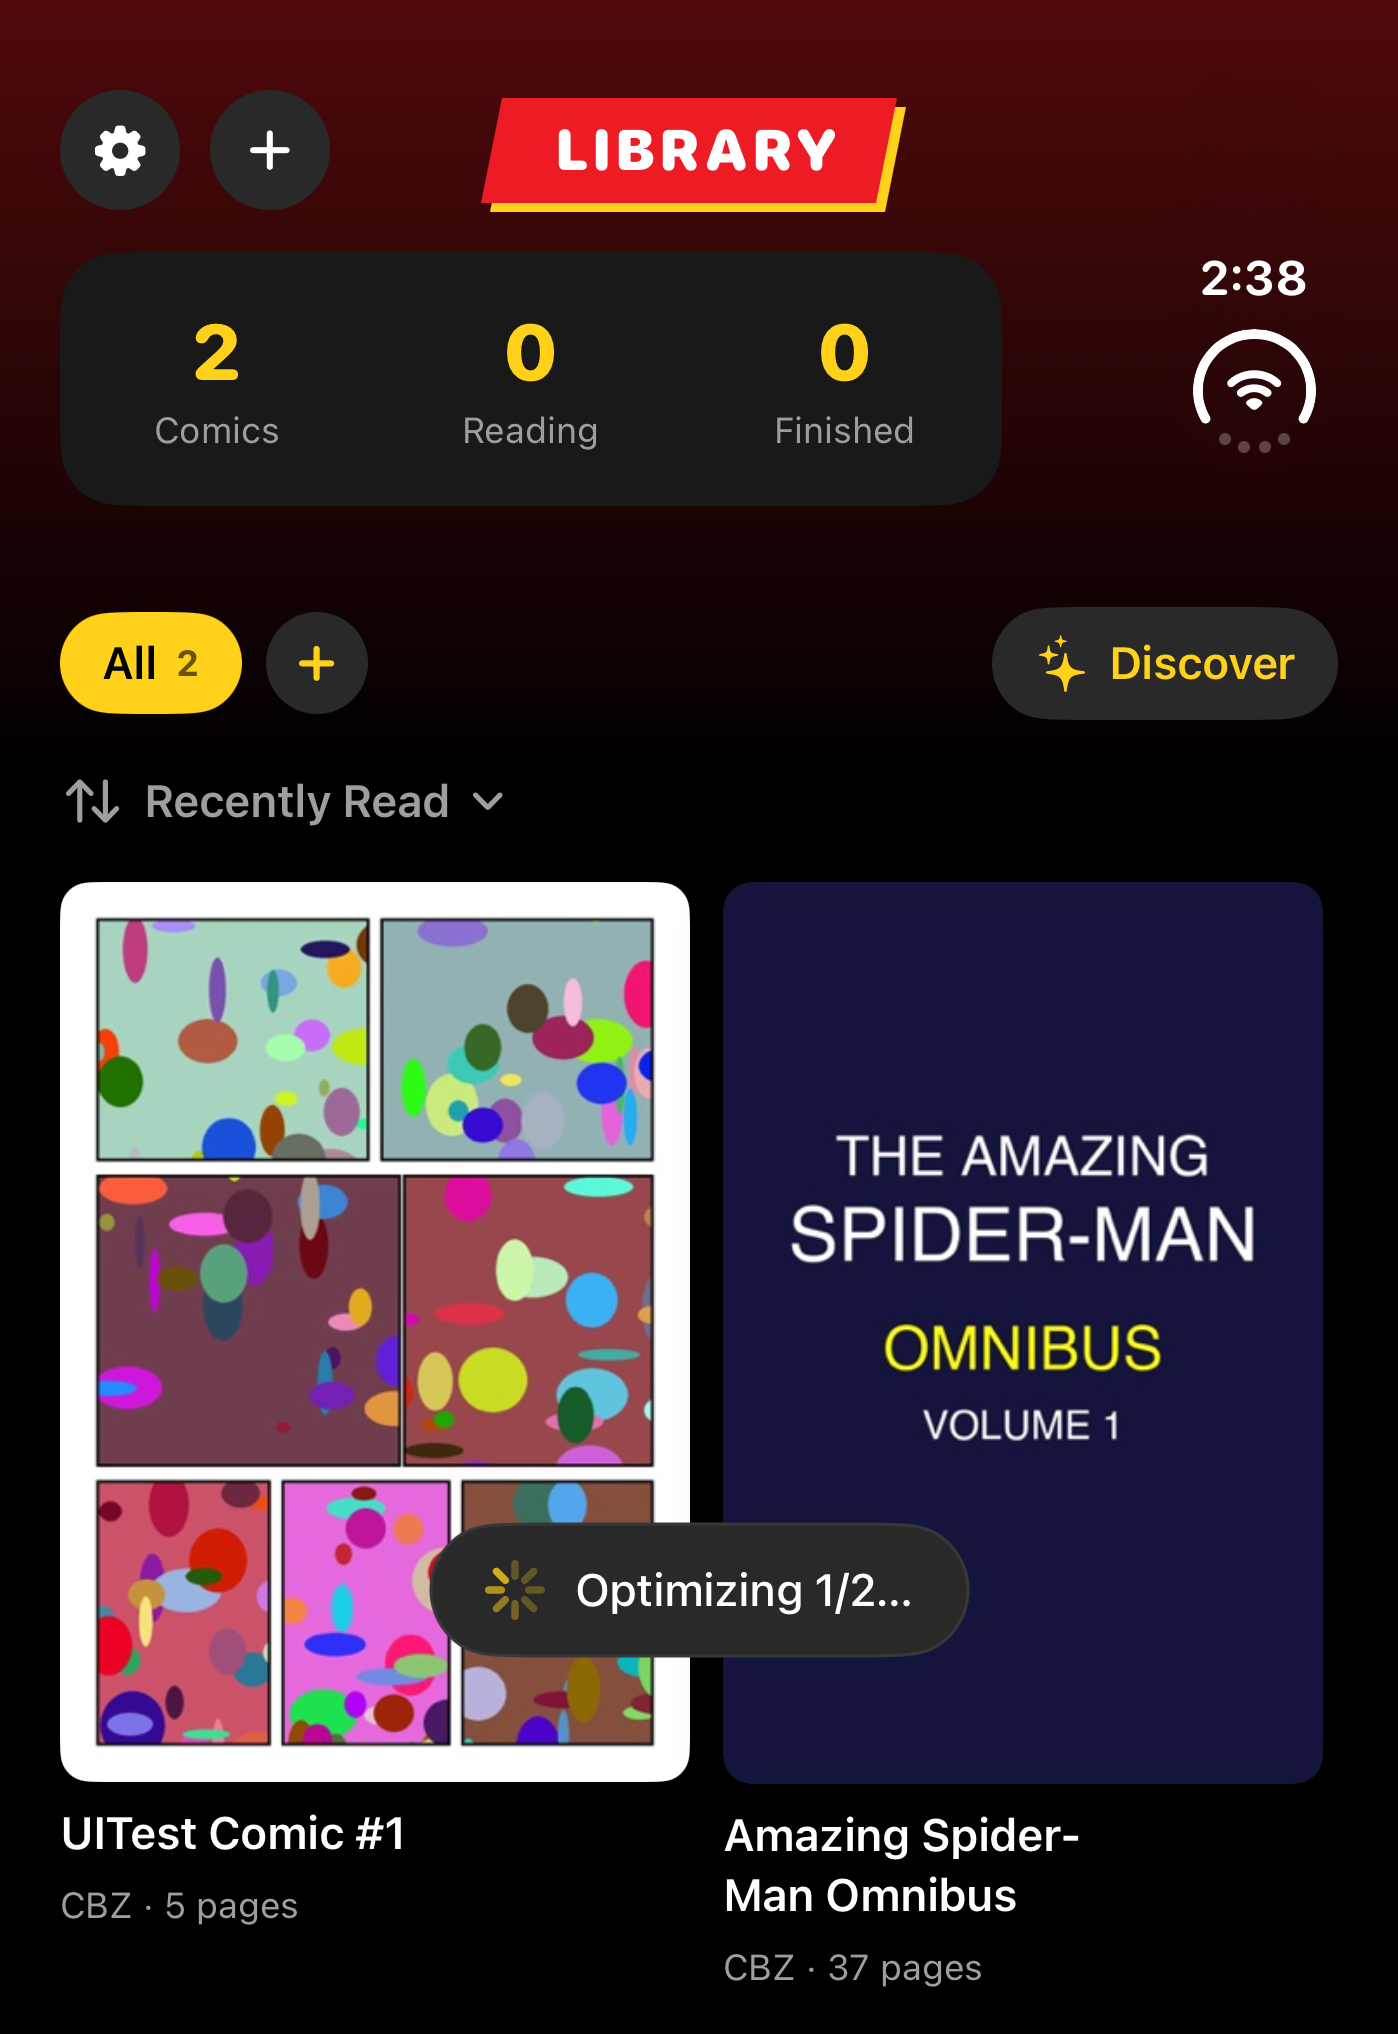 LIBRARY
2:38
2
0
0
Comics
Reading
Finished
All 2
Discover
Recently Read
THE AMAZING
SPIDER-MAN
OMNIBUS
VOLUME 1
Optimizing 1/2...
UITest Comic #1
CBZ · 5 pages
Amazing Spider-
Man Omnibus
CBZ · 37 pages